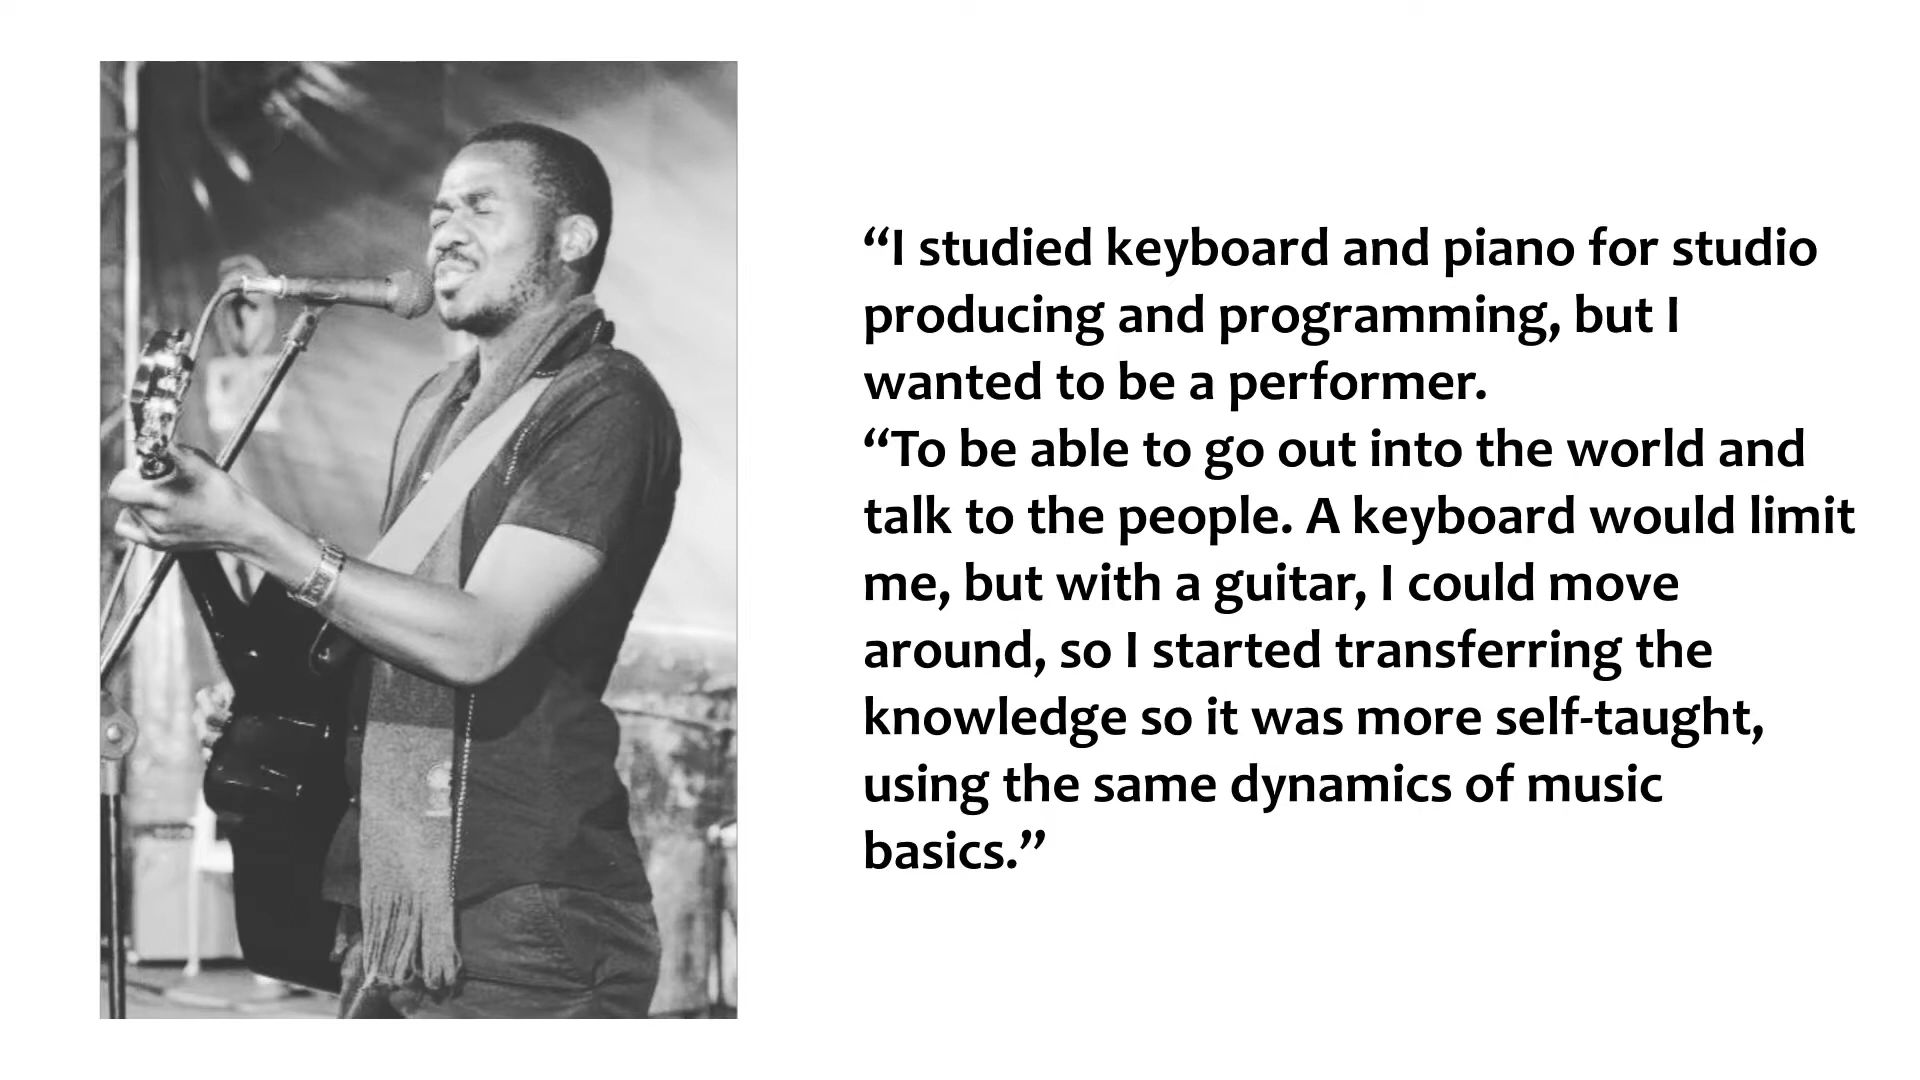 “I studied keyboard and piano for studio
producing and programming, but I
wanted to be a performer.
“To be able to go out into the world and
talk to the people. A keyboard would limit
me, but with a guitar, I could move
around, so I started transferring the
knowledge so it was more self-taught,
using the same dynamics of music
basics.”